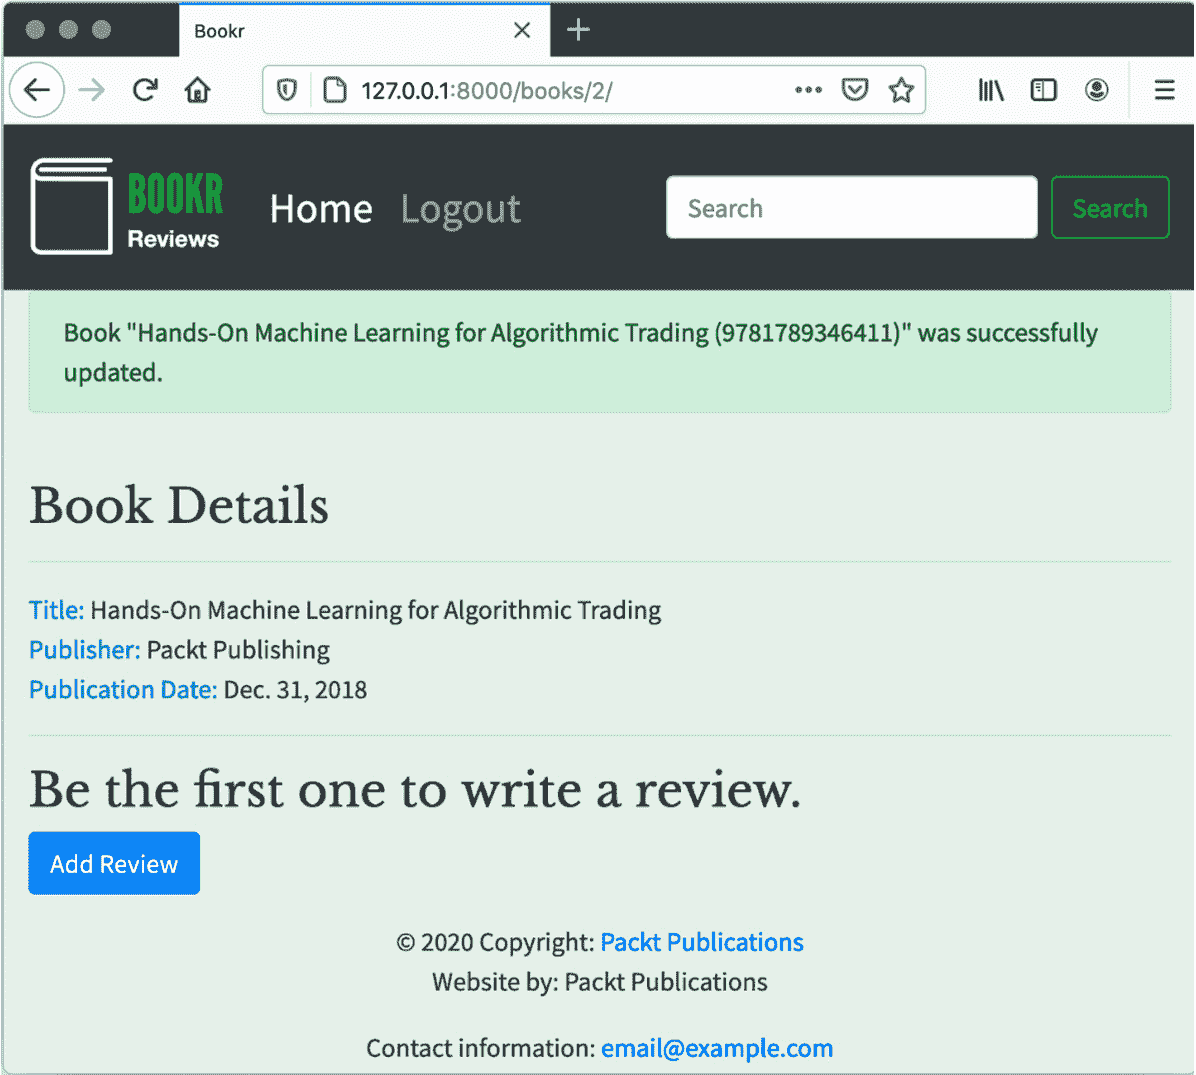 Bookr
127.0.0.1:8000/books/2/
BOOKR
Reviews
Home Logout
Search
Search
Book "Hands-On Machine Learning for Algorithmic Trading (9781789346411)" was successfully
updated.
Book Details
Title: Hands-On Machine Learning for Algorithmic Trading
Publisher: Packt Publishing
Publication Date: Dec. 31, 2018
Be the first one to write a review.
Add Review
© 2020 Copyright: Packt Publications
Website by: Packt Publications
Contact information: email@example.com